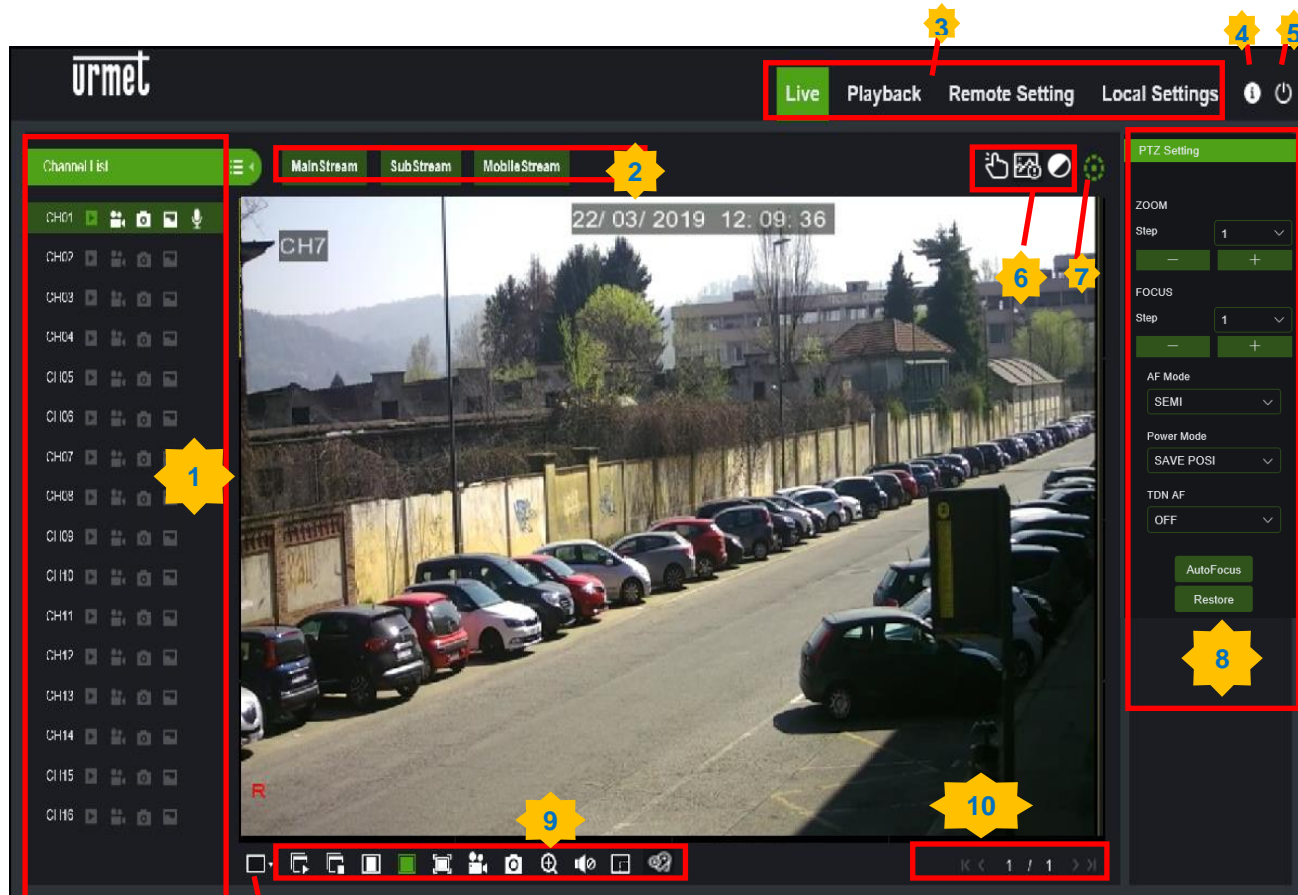 3
4
5
urmet
Live Playback Remote Setting Local Settings
Channel List
MainStream SubStream MobileStream
2
PTZ Setting
22/ 03/ 2019 12: 09: 36
CH7
6
7
CH01
CH02
CH03
CH04
CH05
CH06
CH07
CH08
CH09
CH10
CH11
CH12
CH13
CH14
CH15
CH16
1
ZOOM
Step 1
− +
FOCUS
Step 1
− +
AF Mode
SEMI
Power Mode
SAVE POSI
TDN AF
OFF
AutoFocus
Restore
8
R
9
10
1 / 1